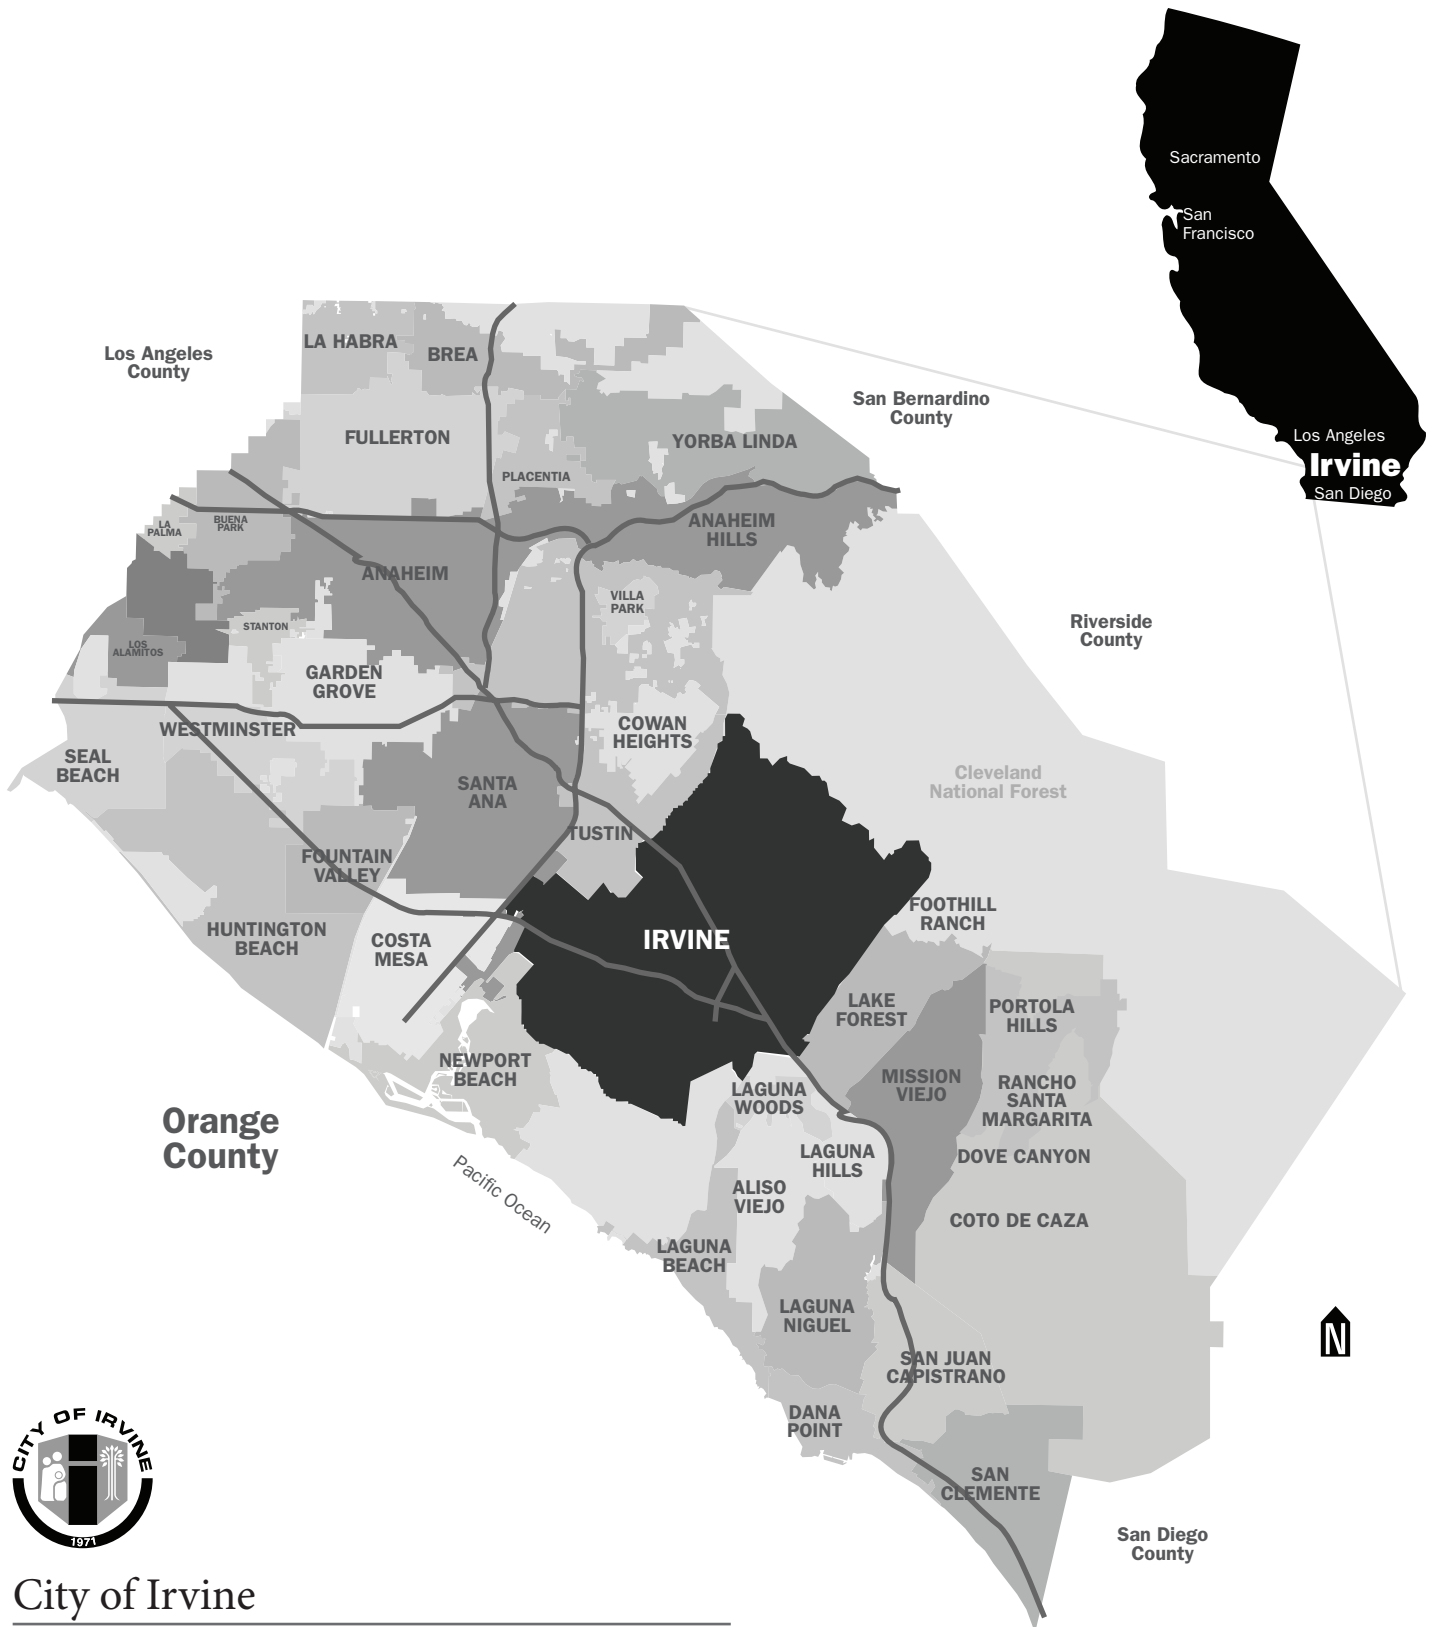 Sacramento
San
Francisco
Los Angeles
Irvine
San Diego
Los Angeles
County
LA HABRA
BREA
San Bernardino
County
FULLERTON
YORBA LINDA
PLACENTIA
LA
PALMA
BUENA
PARK
ANAHEIM
HILLS
ANAHEIM
VILLA
PARK
Riverside
County
STANTON
LOS
ALAMITOS
GARDEN
GROVE
WESTMINSTER
COWAN
HEIGHTS
SEAL
BEACH
SANTA
ANA
Cleveland
National Forest
TUSTIN
FOUNTAIN
VALLEY
FOOTHILL
RANCH
HUNTINGTON
BEACH
COSTA
MESA
IRVINE
LAKE
FOREST
PORTOLA
HILLS
NEWPORT
BEACH
LAGUNA
WOODS
MISSION
VIEJO
RANCHO
SANTA
MARGARITA
Orange
County
Pacific Ocean
LAGUNA
HILLS
DOVE CANYON
ALISO
VIEJO
COTO DE CAZA
LAGUNA
BEACH
LAGUNA
NIGUEL
N
SAN JUAN
CAPISTRANO
DANA
POINT
SAN
CLEMENTE
San Diego
County
CITY OF IRVINE
1971
City of Irvine